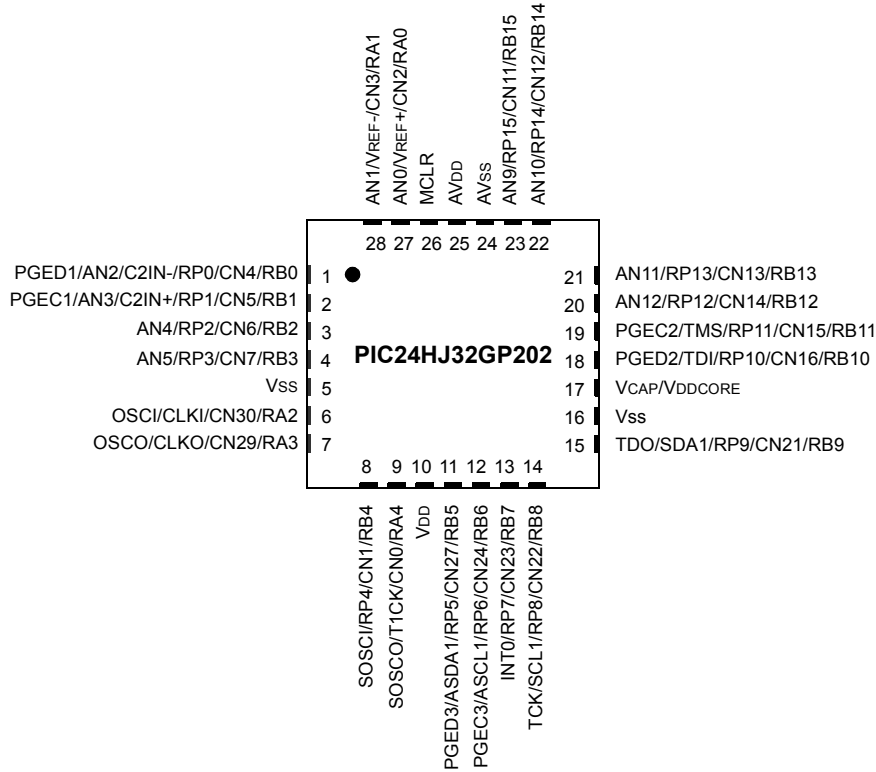 AN1/VREF-/CN3/RA1
AN0/VREF+/CN2/RA0
MCLR
AVDD
AVSS
AN9/RP15/CN11/RB15
AN10/RP14/CN12/RB14
28 27 26 25 24 23 22
PGED1/AN2/C2IN-/RP0/CN4/RB0 1
PGEC1/AN3/C2IN+/RP1/CN5/RB1 2
AN4/RP2/CN6/RB2 3
AN5/RP3/CN7/RB3 4
VSS 5
OSCI/CLKI/CN30/RA2 6
OSCO/CLKO/CN29/RA3 7
PIC24HJ32GP202
21 AN11/RP13/CN13/RB13
20 AN12/RP12/CN14/RB12
19 PGEC2/TMS/RP11/CN15/RB11
18 PGED2/TDI/RP10/CN16/RB10
17 VCAP/VDDCORE
16 Vss
15 TDO/SDA1/RP9/CN21/RB9
8 9 10 11 12 13 14
SOSCI/RP4/CN1/RB4
SOSCO/T1CK/CN0/RA4
VDD
PGED3/ASDA1/RP5/CN27/RB5
PGEC3/ASCL1/RP6/CN24/RB6
INT0/RP7/CN23/RB7
TCK/SCL1/RP8/CN22/RB8